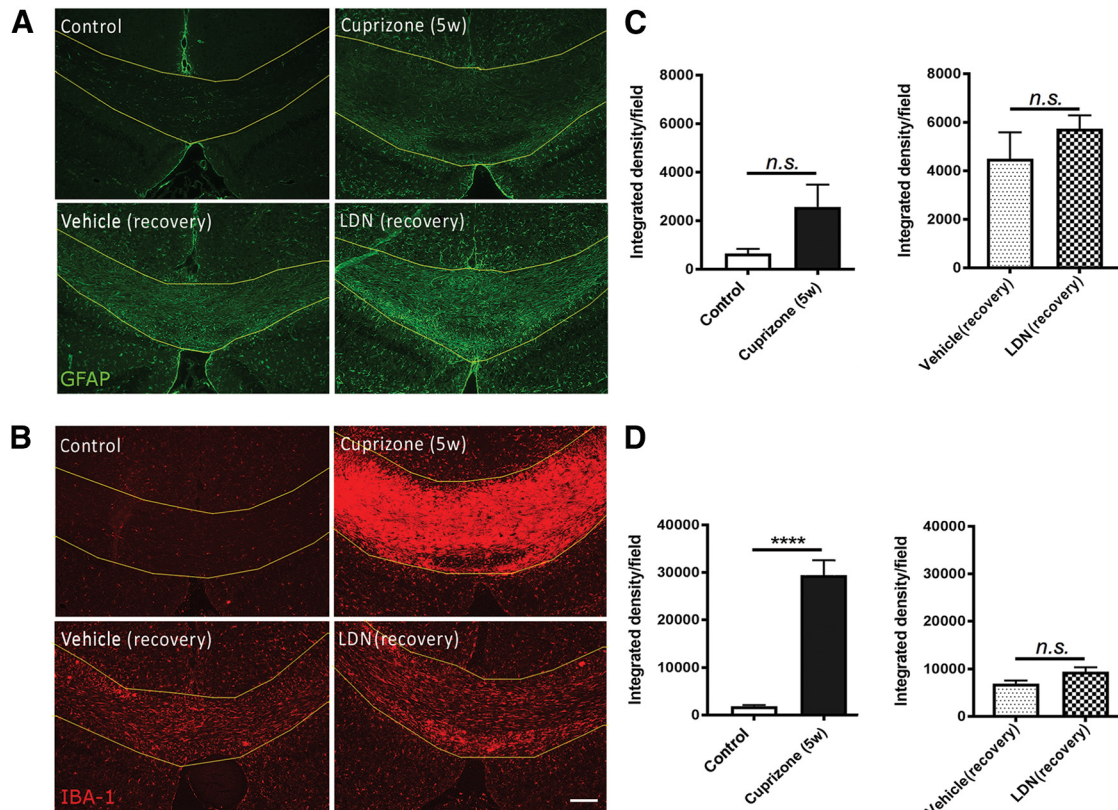 A
Control
Cuprizone (5w)
Vehicle (recovery)
LDN (recovery)
GFAP
B
Control
Cuprizone (5w)
Vehicle (recovery)
LDN(recovery)
IBA-1
C
Integrated density/field
8000
6000
4000
2000
0
n.s.
Control
Cuprizone (5w)
Integrated density/field
8000
6000
4000
2000
0
n.s.
Vehicle(recovery)
LDN(recovery)
D
Integrated density/field
40000
30000
20000
10000
0
****
Control
Cuprizone (5w)
Integrated density/field
40000
30000
20000
10000
0
n.s.
Vehicle(recovery)
LDN(recovery)